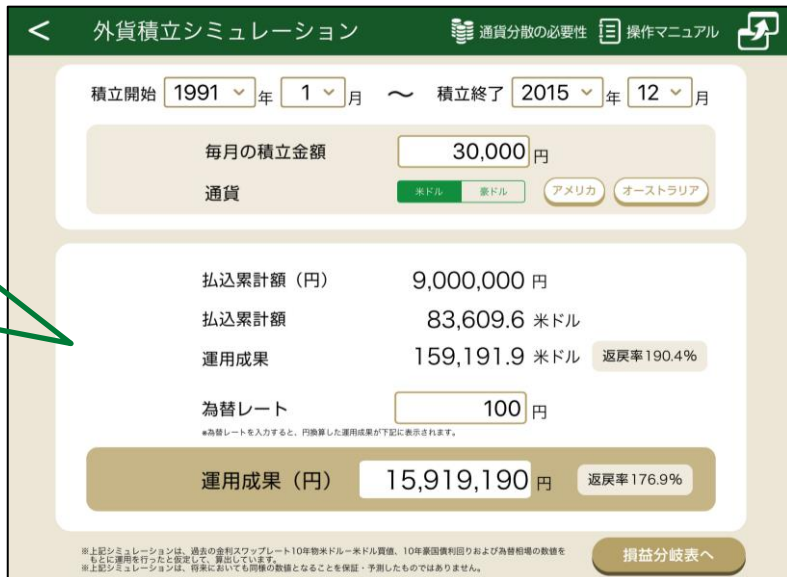 < 外貨積立シミュレーション 通貨分散の必要性 操作マニュアル
積立開始 1991 年 1 月 ～ 積立終了 2015 年 12 月
毎月の積立金額 30,000 円
通貨 米ドル 豪ドル アメリカ オーストラリア
払込累計額（円） 9,000,000 円
払込累計額 83,609.6 米ドル
運用成果 159,191.9 米ドル 返戻率190.4%
為替レート 100 円
※為替レートを入力すると、円換算した運用成果が下記に表示されます。
運用成果（円） 15,919,190 円 返戻率176.9%
※上記シミュレーションは、過去の金利スワップレート10年物米ドルー米ドル買値、10年豪国債利回りおよび為替相場の数値を
もとに運用を行ったと仮定して、算出しています。
※上記シミュレーションは、将来においても同様の数値となることを保証・予測したものではありません。
損益分岐表へ